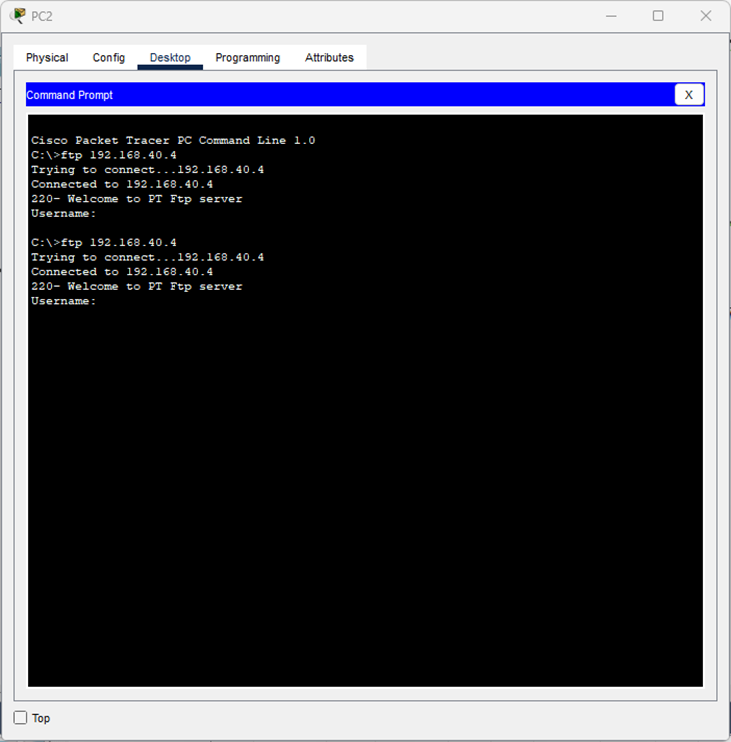 PC2
Physical Config Desktop Programming Attributes
Command Prompt X
Cisco Packet Tracer PC Command Line 1.0
C:\>ftp 192.168.40.4
Trying to connect...192.168.40.4
Connected to 192.168.40.4
220- Welcome to PT Ftp server
Username:
C:\>ftp 192.168.40.4
Trying to connect...192.168.40.4
Connected to 192.168.40.4
220- Welcome to PT Ftp server
Username:
Top